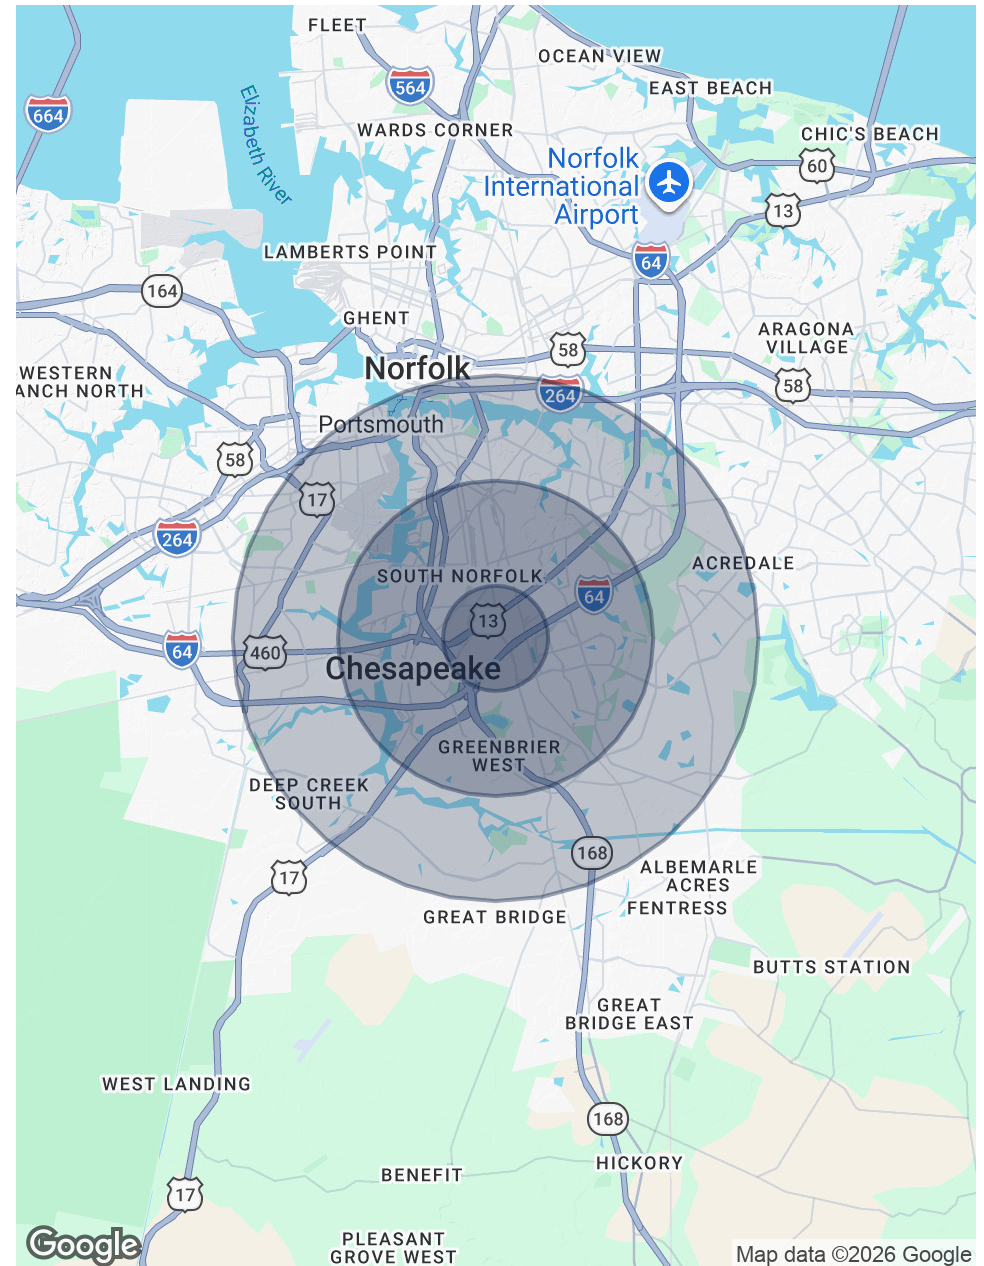 FLEET
OCEAN VIEW
564
EAST BEACH
664
Elizabeth River
WARDS CORNER
CHIC'S BEACH
Norfolk
International
Airport
60
13
LAMBERTS POINT
64
164
GHENT
ARAGONA
VILLAGE
58
Norfolk
WESTERN
ANCH NORTH
264
58
Portsmouth
58
17
264
ACREDALE
SOUTH NORFOLK
64
13
64
460
Chesapeake
GREENBRIER
WEST
DEEP CREEK
SOUTH
168
17
ALBEMARLE
ACRES
FENTRESS
GREAT BRIDGE
BUTTS STATION
GREAT
BRIDGE EAST
WEST LANDING
168
HICKORY
BENEFIT
17
PLEASANT
GROVE WEST
Google
Map data ©2026 Google